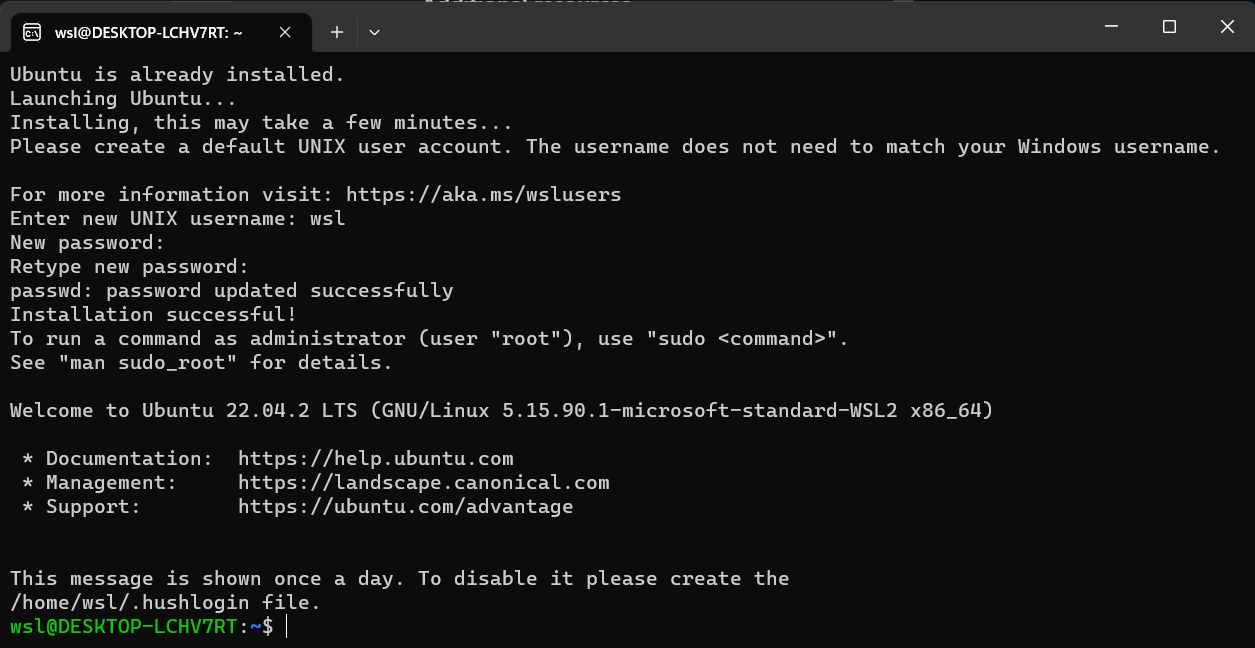 wsl@DESKTOP-LCHV7RT: ~
Ubuntu is already installed.
Launching Ubuntu...
Installing, this may take a few minutes...
Please create a default UNIX user account. The username does not need to match your Windows username.
For more information visit: https://aka.ms/wslusers
Enter new UNIX username: wsl
New password:
Retype new password:
passwd: password updated successfully
Installation successful!
To run a command as administrator (user "root"), use "sudo <command>".
See "man sudo_root" for details.
Welcome to Ubuntu 22.04.2 LTS (GNU/Linux 5.15.90.1-microsoft-standard-WSL2 x86_64)
* Documentation:  https://help.ubuntu.com
* Management:     https://landscape.canonical.com
* Support:        https://ubuntu.com/advantage
This message is shown once a day. To disable it please create the
/home/wsl/.hushlogin file.
wsl@DESKTOP-LCHV7RT:~$